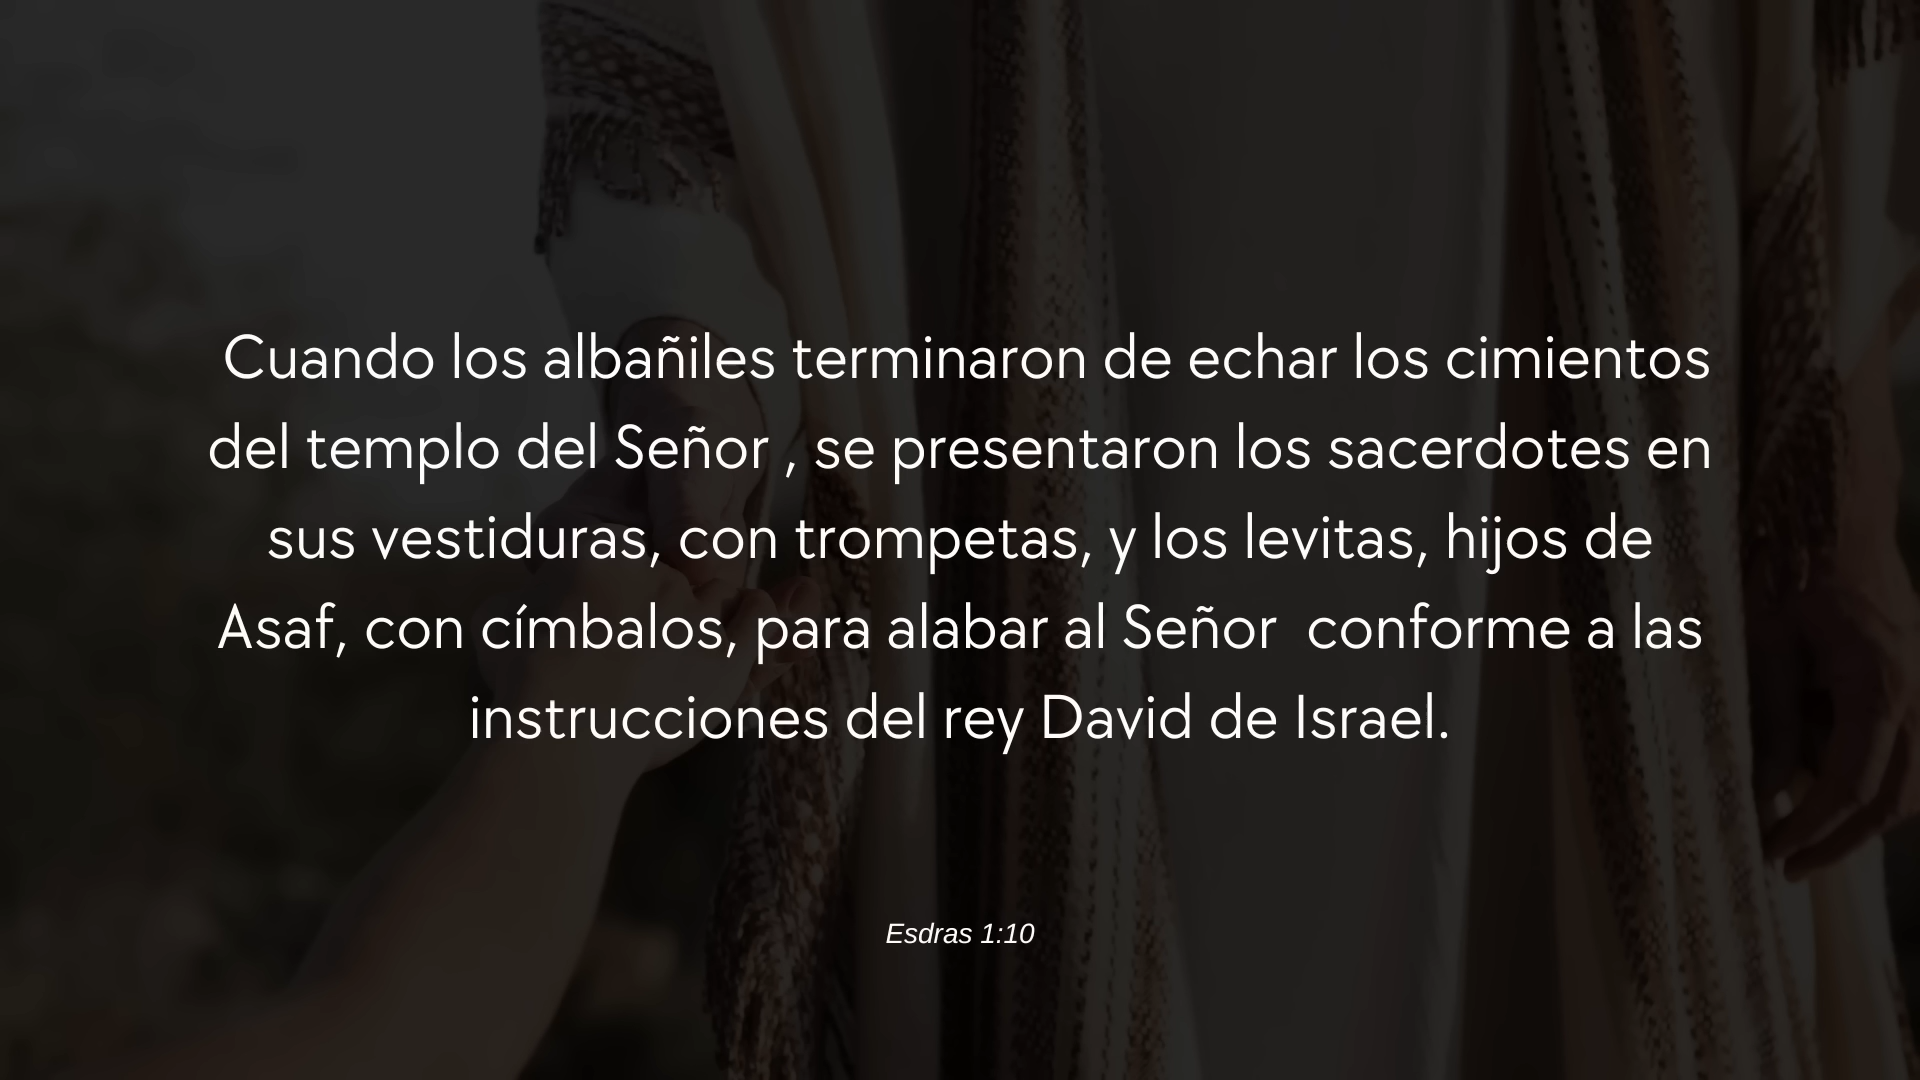 Cuando los albañiles terminaron de echar los cimientos
del templo del Señor , se presentaron los sacerdotes en
sus vestiduras, con trompetas, y los levitas, hijos de
Asaf, con címbalos, para alabar al Señor  conforme a las
instrucciones del rey David de Israel.
Esdras 1:10